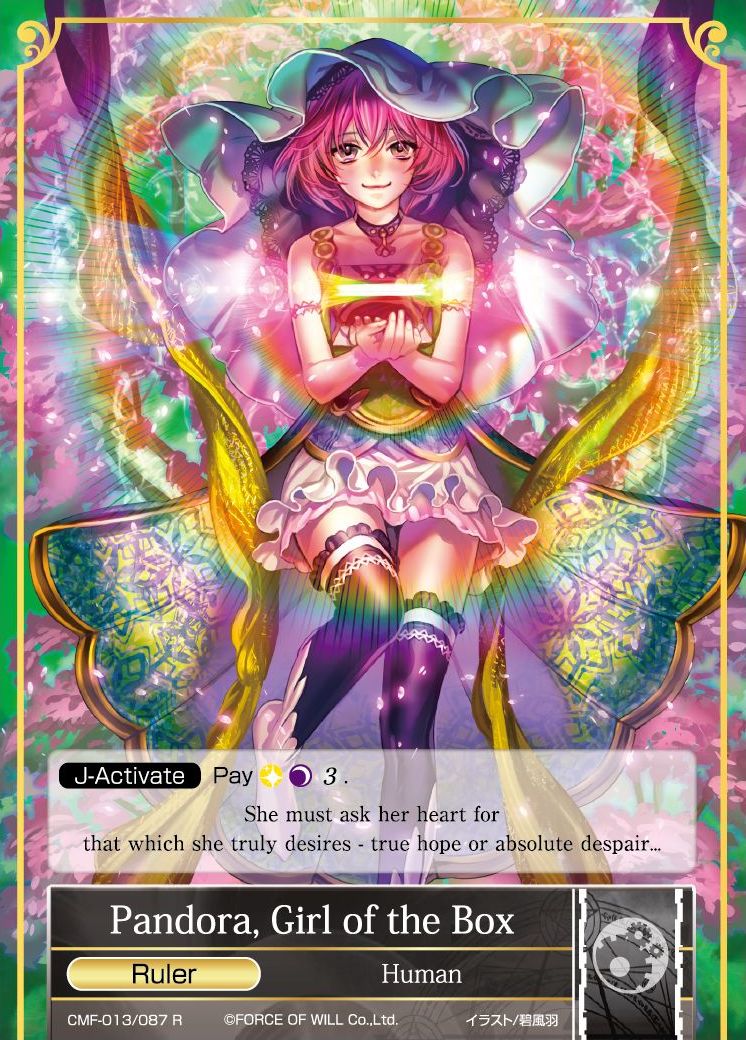 J-Activate Pay 3 .
She must ask her heart for
that which she truly desires - true hope or absolute despair...
Pandora, Girl of the Box
Ruler Human
CMF-013/087 R ©FORCE OF WILL Co.,Ltd. イラスト/碧風羽